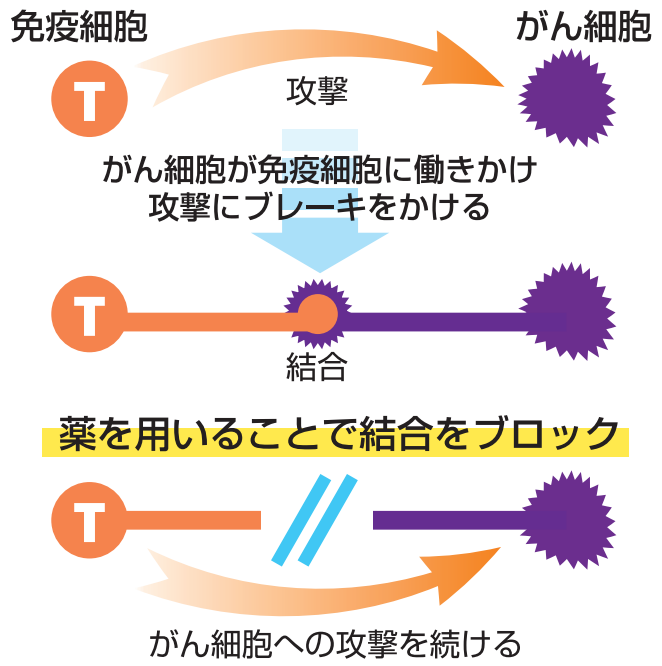 免疫細胞
がん細胞
T
攻撃
がん細胞が免疫細胞に働きかけ
攻撃にブレーキをかける
T
結合
薬を用いることで結合をブロック
T
がん細胞への攻撃を続ける